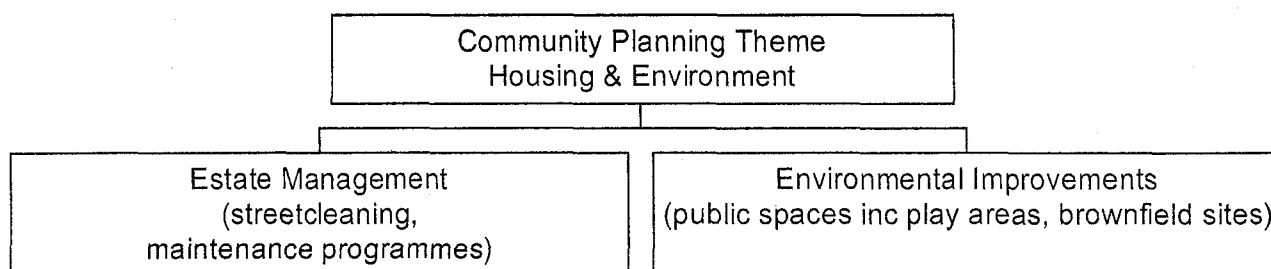 Community Planning Theme
Housing & Environment
Estate Management
(streetcleaning,
maintenance programmes)
Environmental Improvements
(public spaces inc play areas, brownfield sites)